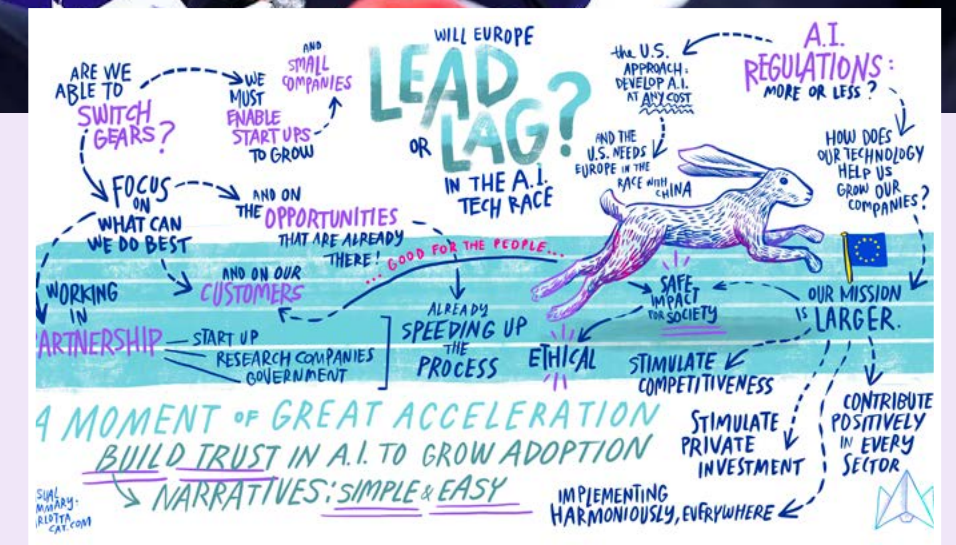 WILL EUROPE
LEAD
OR LAG?
IN THE A.I.
TECH RACE
ARE WE
ABLE TO
SWITCH
GEARS?
WE
MUST
ENABLE
START UPS
TO GROW
AND
SMALL
COMPANIES
FOCUS
ON
WHAT CAN
WE DO BEST
AND ON
THE OPPORTUNITIES
THAT ARE ALREADY
THERE!
AND ON OUR
CUSTOMERS
WORKING
IN
ARTNERSHIP
START UP
RESEARCH COMPANIES
GOVERNMENT
ALREADY
SPEEDING UP
THE
PROCESS
... GOOD FOR THE PEOPLE...
A.I.
REGULATIONS:
MORE OR LESS?
the U.S.
APPROACH:
DEVELOP A.I.
AT ANY COST
AND THE
U.S. NEEDS
EUROPE IN THE
RACE WITH
CHINA
HOW DOES
OUR TECHNOLOGY
HELP US
GROW OUR
COMPANIES?
OUR MISSION
IS LARGER.
SAFE
IMPACT
FOR SOCIETY
ETHICAL
STIMULATE
COMPETITIVENESS
STIMULATE
PRIVATE
INVESTMENT
CONTRIBUTE
POSITIVELY
IN EVERY
SECTOR
IMPLEMENTING
HARMONIOUSLY, EVERYWHERE
A MOMENT OF GREAT ACCELERATION
BUILD TRUST IN A.I. TO GROW ADOPTION
NARRATIVES: SIMPLE & EASY
SUAL
MMARY:
RLOTTA
CAT.COM